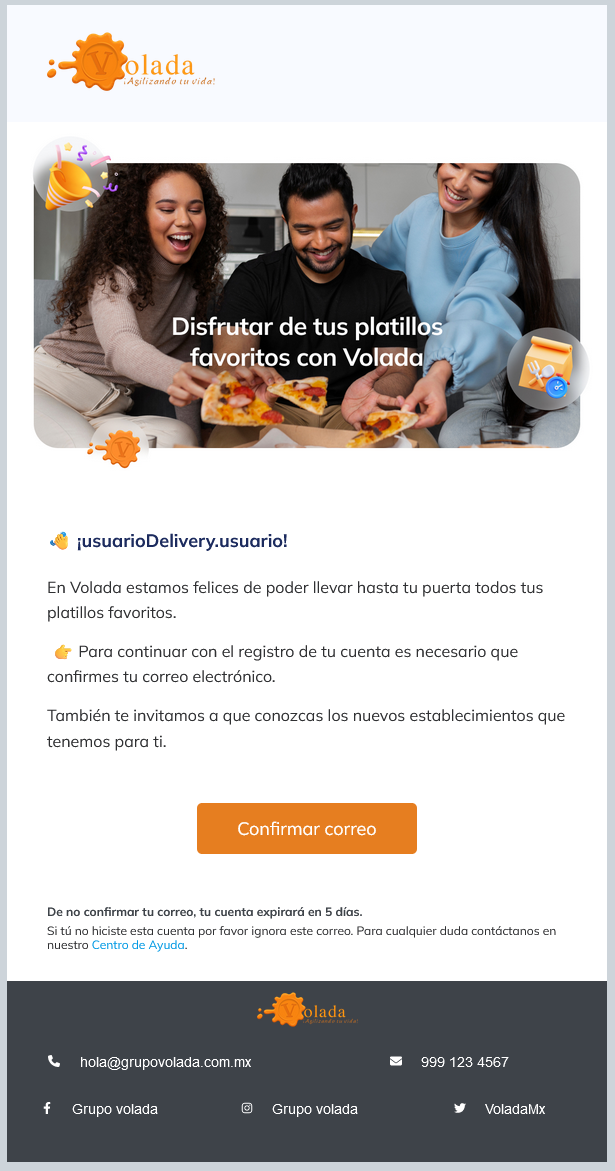 Volada
¡Agilizando tu vida!
Disfrutar de tus platillos
favoritos con Volada
V
¡usuarioDelivery.usuario!
En Volada estamos felices de poder llevar hasta tu puerta todos tus
platillos favoritos.
Para continuar con el registro de tu cuenta es necesario que
confirmes tu correo electrónico.
También te invitamos a que conozcas los nuevos establecimientos que
tenemos para ti.
Confirmar correo
De no confirmar tu correo, tu cuenta expirará en 5 días.
Si tú no hiciste esta cuenta por favor ignora este correo. Para cualquier duda contáctanos en
nuestro Centro de Ayuda.
Volada
¡Agilizando tu vida!
hola@grupovolada.com.mx 999 123 4567
Grupo volada Grupo volada VoladaMx